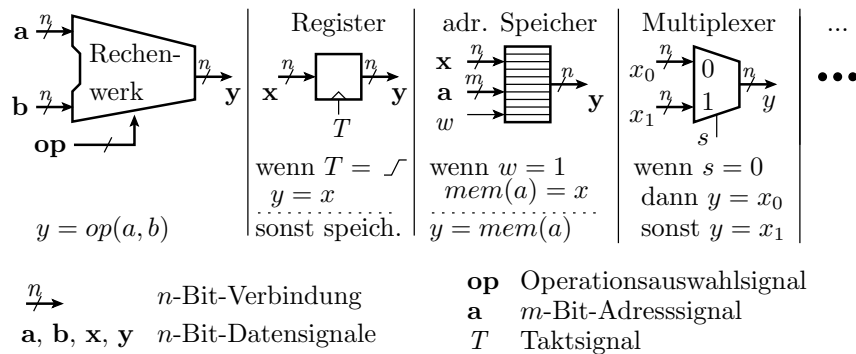 Register adr. Speicher Multiplexer ...
a n Rechen-
b n werk n y
op
x n n y
T
x n
a m n y
w
x0 n 0 n y
x1 n 1
s
y = op(a, b)
wenn T =
y = x
sonst speich.
wenn w = 1
mem(a) = x
y = mem(a)
wenn s = 0
dann y = x0
sonst y = x1
n n-Bit-Verbindung
a, b, x, y n-Bit-Datensignale
op Operationsauswahlsignal
a m-Bit-Adresssignal
T Taktsignal